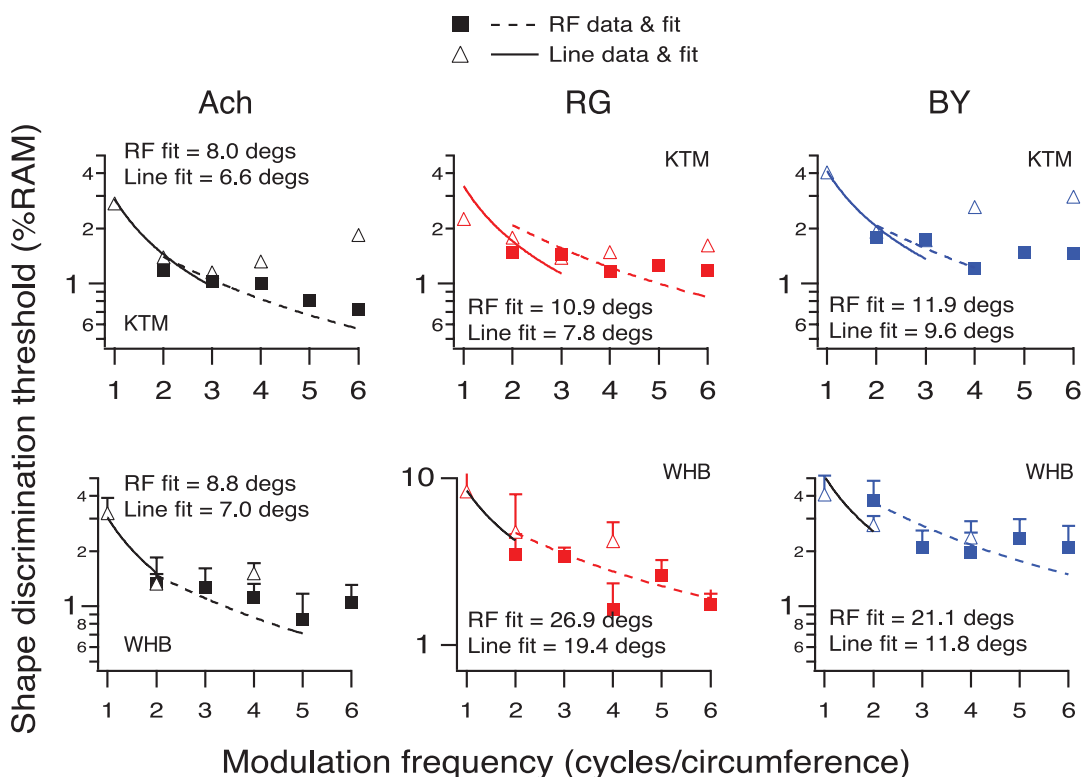 RF data & fit
Line data & fit
Ach RG BY
Shape discrimination threshold (%RAM)
RF fit = 8.0 degs
Line fit = 6.6 degs
KTM
4
2
1
6
1 2 3 4 5 6
KTM
RF fit = 10.9 degs
Line fit = 7.8 degs
4
2
1
6
1 2 3 4 5 6
KTM
RF fit = 11.9 degs
Line fit = 9.6 degs
4
2
1
6
1 2 3 4 5 6
RF fit = 8.8 degs
Line fit = 7.0 degs
WHB
4
2
1
8
6
1 2 3 4 5 6
WHB
RF fit = 26.9 degs
Line fit = 19.4 degs
10
1
1 2 3 4 5 6
WHB
RF fit = 21.1 degs
Line fit = 11.8 degs
4
2
1
8
6
1 2 3 4 5 6
Modulation frequency (cycles/circumference)